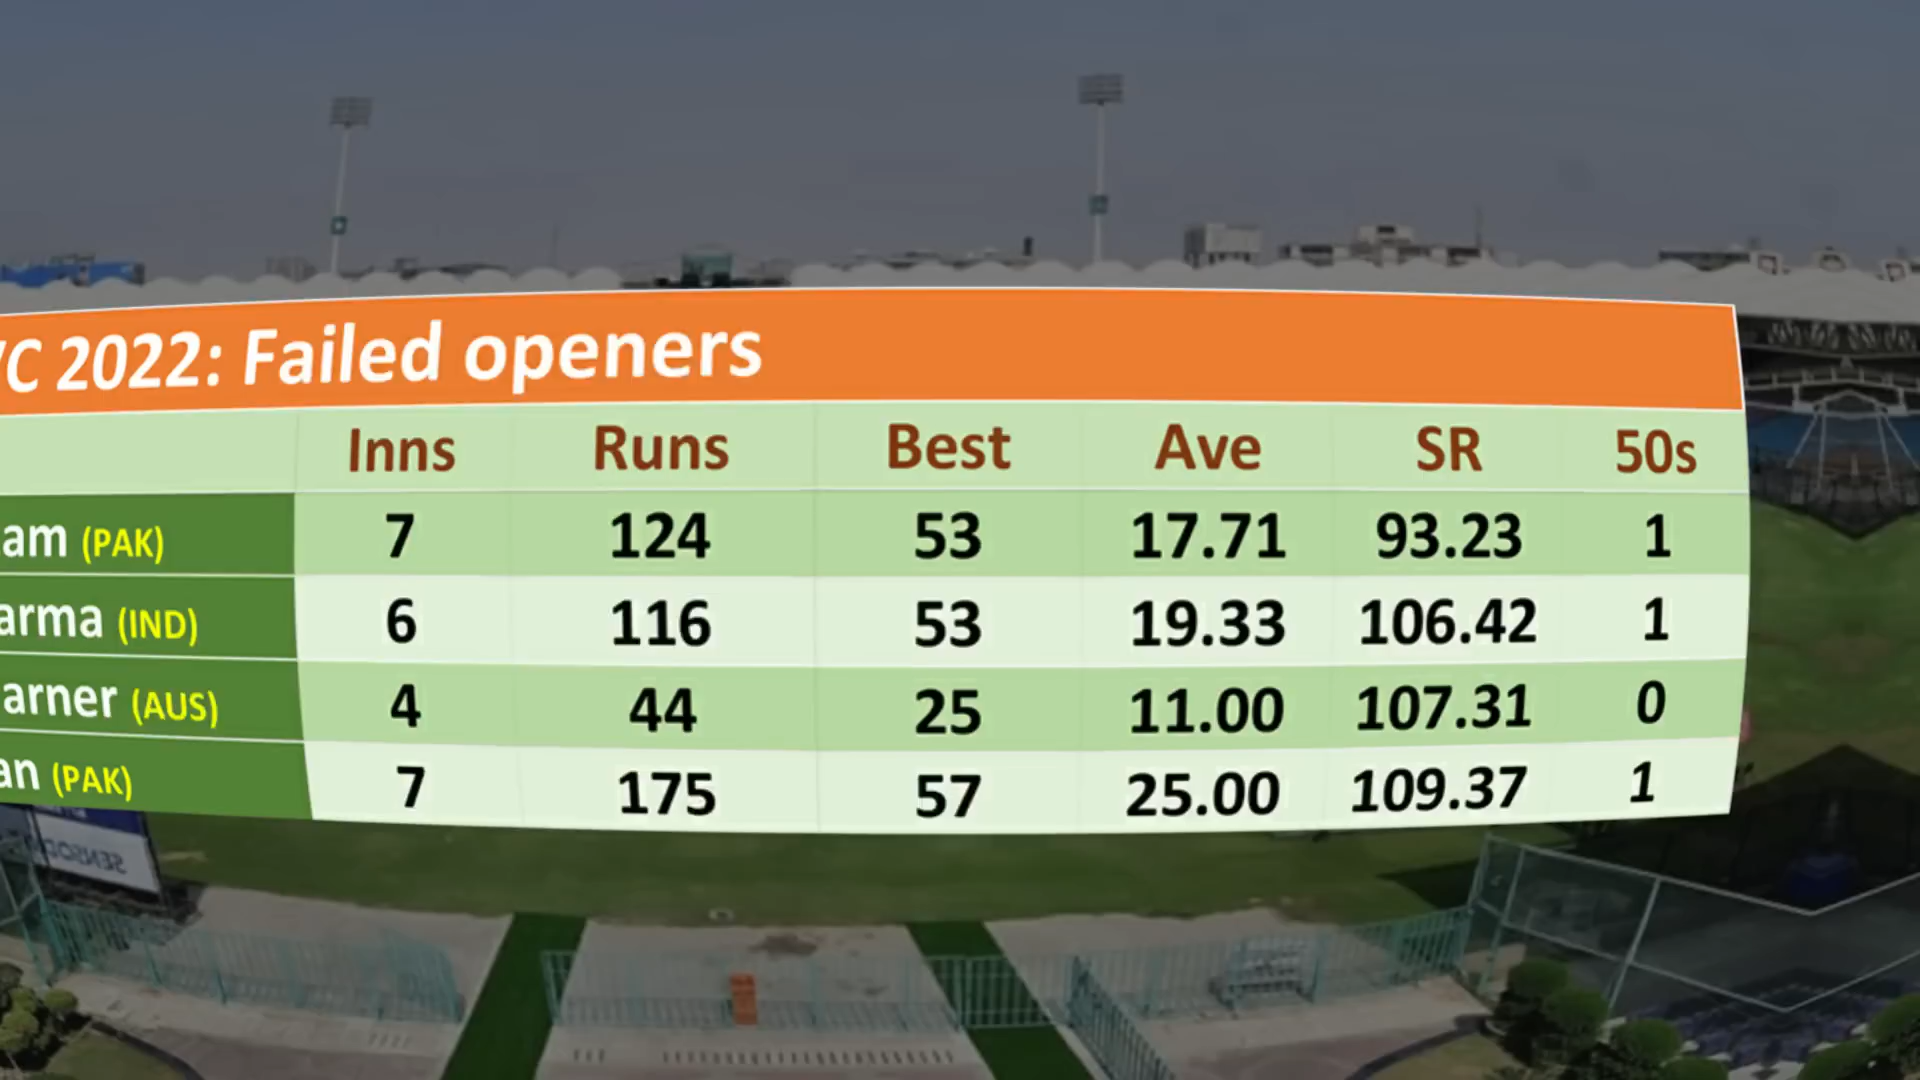 C 2022: Failed openers
Inns Runs Best Ave SR 50s
am (PAK) 7 124 53 17.71 93.23 1
arma (IND) 6 116 53 19.33 106.42 1
arner (AUS) 4 44 25 11.00 107.31 0
an (PAK) 7 175 57 25.00 109.37 1